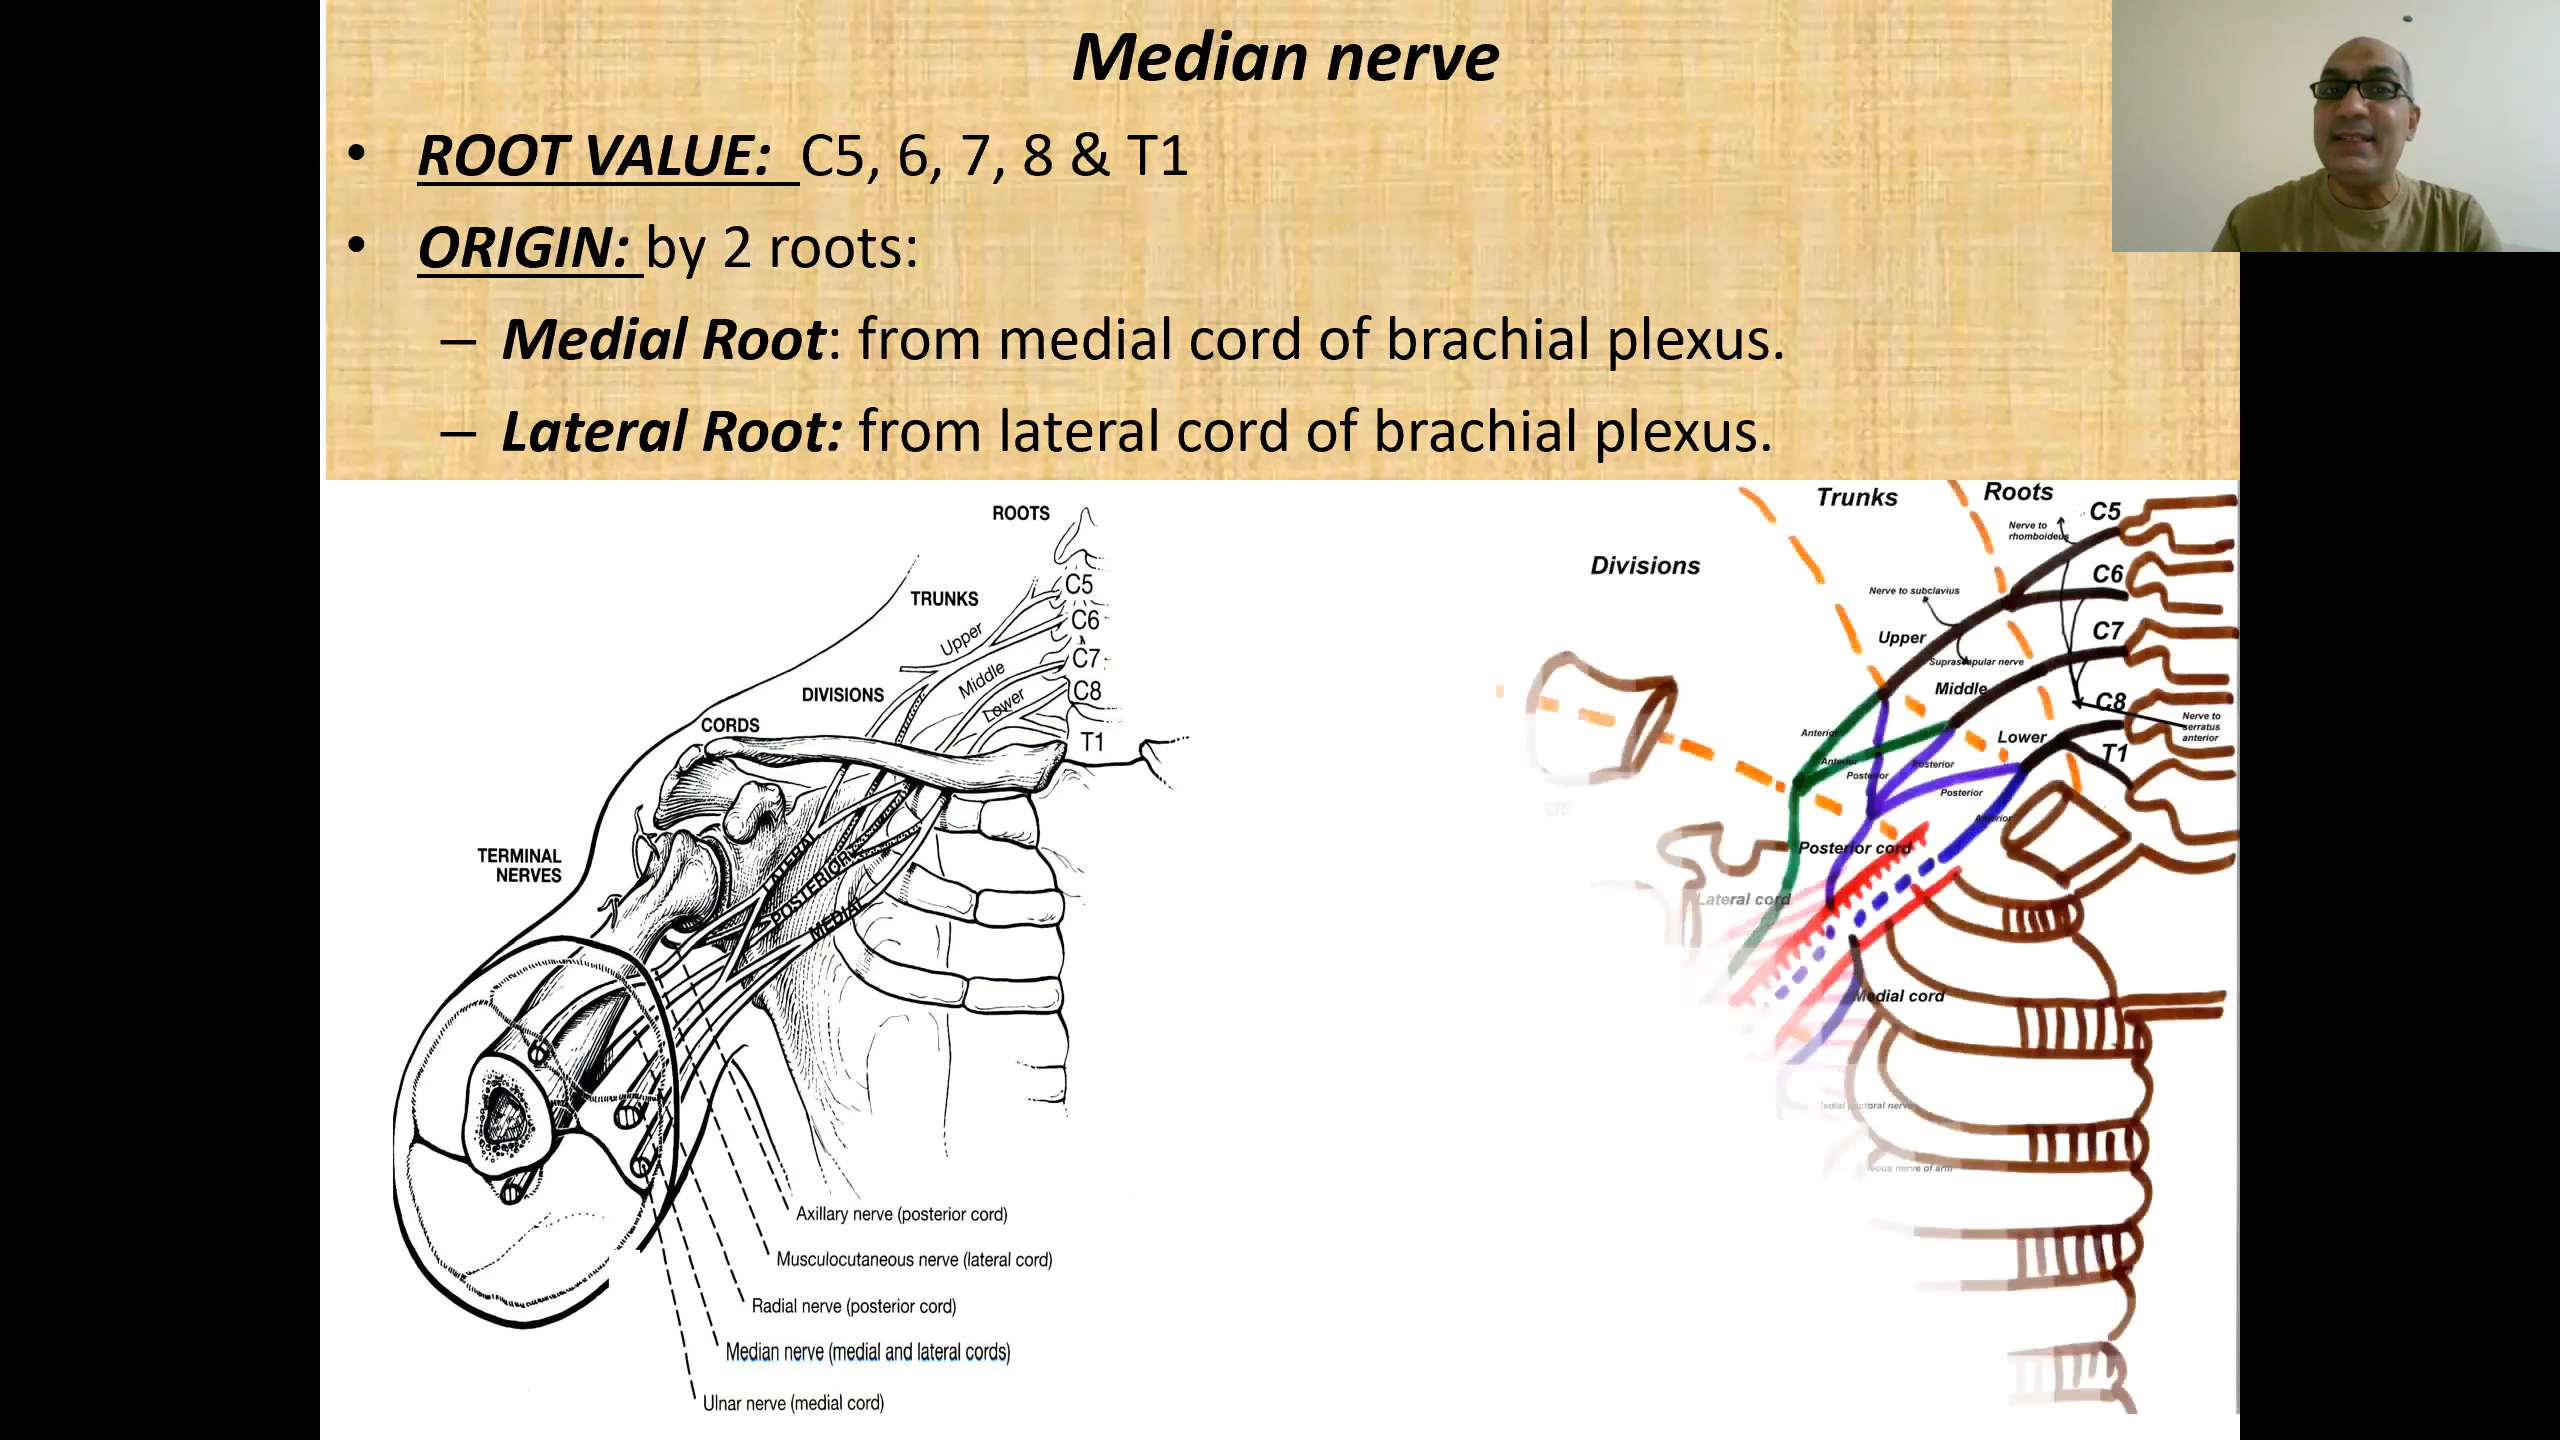 Median nerve
• ROOT VALUE: C5, 6, 7, 8 & T1
• ORIGIN: by 2 roots:
– Medial Root: from medial cord of brachial plexus.
– Lateral Root: from lateral cord of brachial plexus.
ROOTS
C5
TRUNKS
C6
Upper
C7
Middle
C8
DIVISIONS
Lower
CORDS
T1
LATERAL
POSTERIOR
MEDIAL
TERMINAL
NERVES
Axillary nerve (posterior cord)
Musculocutaneous nerve (lateral cord)
Radial nerve (posterior cord)
Median nerve (medial and lateral cords)
Ulnar nerve (medial cord)
Trunks
Roots
C5
Nerve to
rhomboideus
Divisions
C6
Nerve to subclavius
C7
Upper
Suprascapular nerve
Middle
C8
Nerve to
serratus
anterior
Anterior
Lower
T1
Anterior
Posterior
Posterior
Posterior
Anterior
Posterior cord
Lateral cord
Medial cord
Medial pectoral nerve
nerve of arm